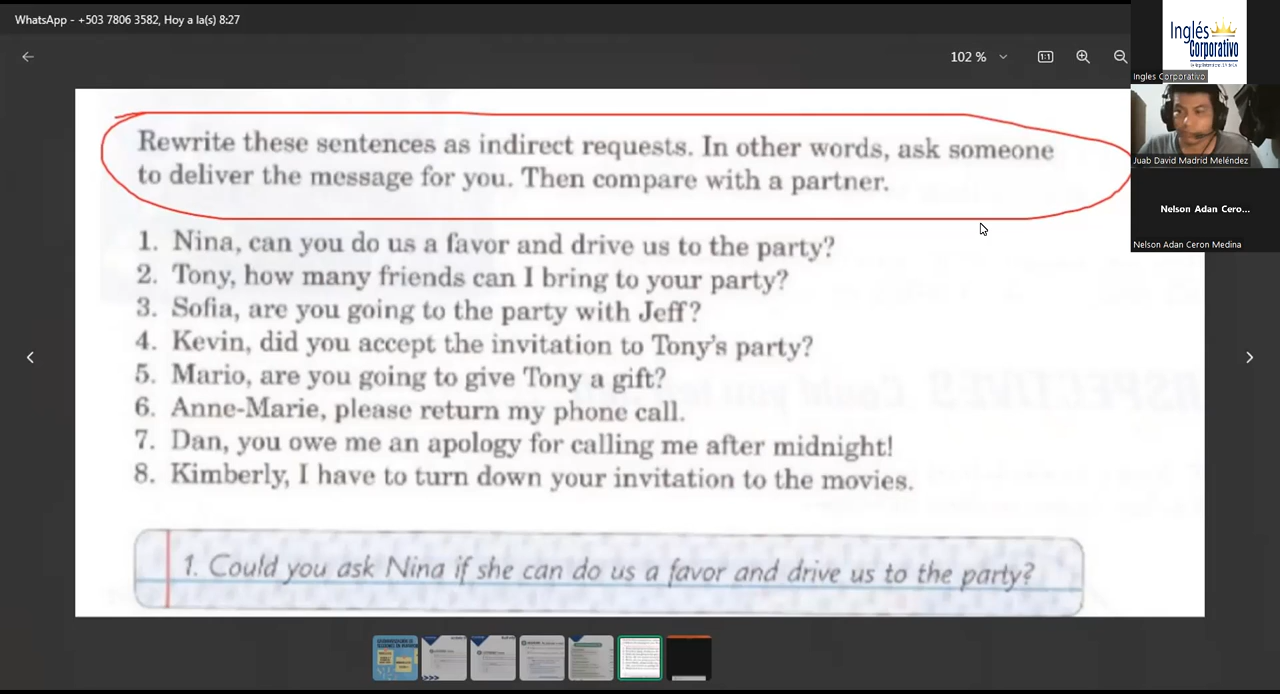 WhatsApp - +503 7806 3582, Hoy a la(s) 8:27
102 %
1:1
Inglés
Corporativo
Ingles Corporativo
Juab David Madrid Meléndez
Nelson Adan Cero...
Nelson Adan Ceron Medina
Rewrite these sentences as indirect requests. In other words, ask someone
to deliver the message for you. Then compare with a partner.
1. Nina, can you do us a favor and drive us to the party?
2. Tony, how many friends can I bring to your party?
3. Sofia, are you going to the party with Jeff?
4. Kevin, did you accept the invitation to Tony's party?
5. Mario, are you going to give Tony a gift?
6. Anne-Marie, please return my phone call.
7. Dan, you owe me an apology for calling me after midnight!
8. Kimberly, I have to turn down your invitation to the movies.
1. Could you ask Nina if she can do us a favor and drive us to the party?